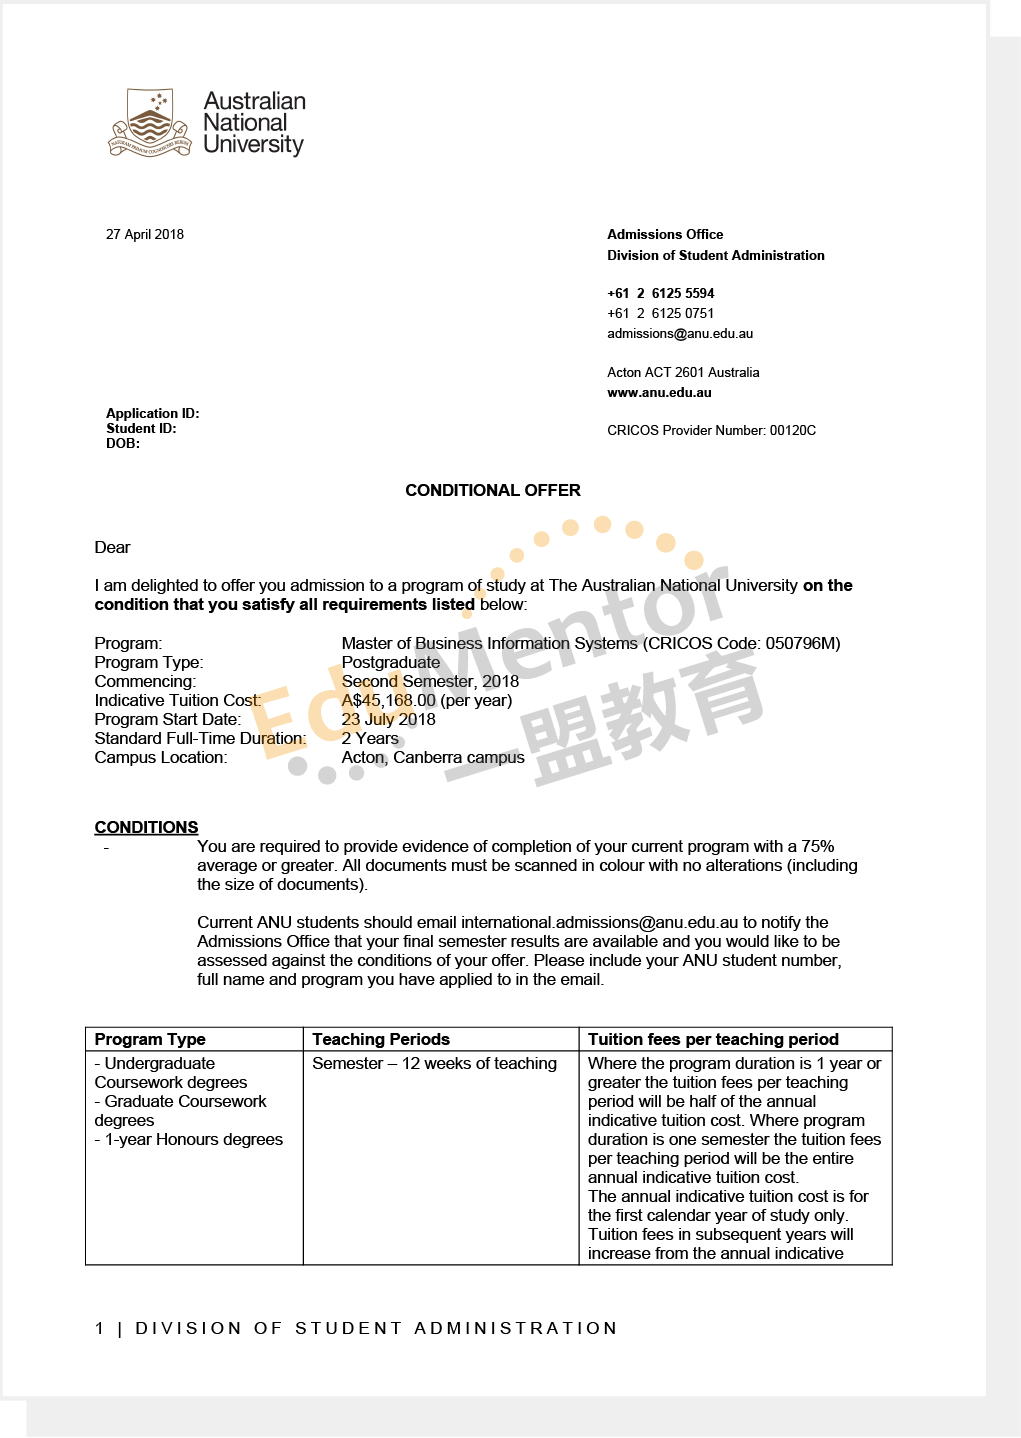 Australian
National
University
NATURAM PRIMUM COGNOSCERE RERUM
27 April 2018
Admissions Office
Division of Student Administration
+61 2 6125 5594
+61 2 6125 0751
admissions@anu.edu.au
Acton ACT 2601 Australia
www.anu.edu.au
CRICOS Provider Number: 00120C
Application ID:
Student ID:
DOB:
CONDITIONAL OFFER
Dear
I am delighted to offer you admission to a program of study at The Australian National University on the
condition that you satisfy all requirements listed below:
Program: Master of Business Information Systems (CRICOS Code: 050796M)
Program Type: Postgraduate
Commencing: Second Semester, 2018
Indicative Tuition Cost: A$45,168.00 (per year)
Program Start Date: 23 July 2018
Standard Full-Time Duration: 2 Years
Campus Location: Acton, Canberra campus
EduMentor
一盟教育
CONDITIONS
- You are required to provide evidence of completion of your current program with a 75%
average or greater. All documents must be scanned in colour with no alterations (including
the size of documents).
Current ANU students should email international.admissions@anu.edu.au to notify the
Admissions Office that your final semester results are available and you would like to be
assessed against the conditions of your offer. Please include your ANU student number,
full name and program you have applied to in the email.
Program Type Teaching Periods Tuition fees per teaching period
- Undergraduate
Coursework degrees
- Graduate Coursework
degrees
- 1-year Honours degrees
Semester – 12 weeks of teaching
Where the program duration is 1 year or
greater the tuition fees per teaching
period will be half of the annual
indicative tuition cost. Where program
duration is one semester the tuition fees
per teaching period will be the entire
annual indicative tuition cost.
The annual indicative tuition cost is for
the first calendar year of study only.
Tuition fees in subsequent years will
increase from the annual indicative
1 | DIVISION OF STUDENT ADMINISTRATION